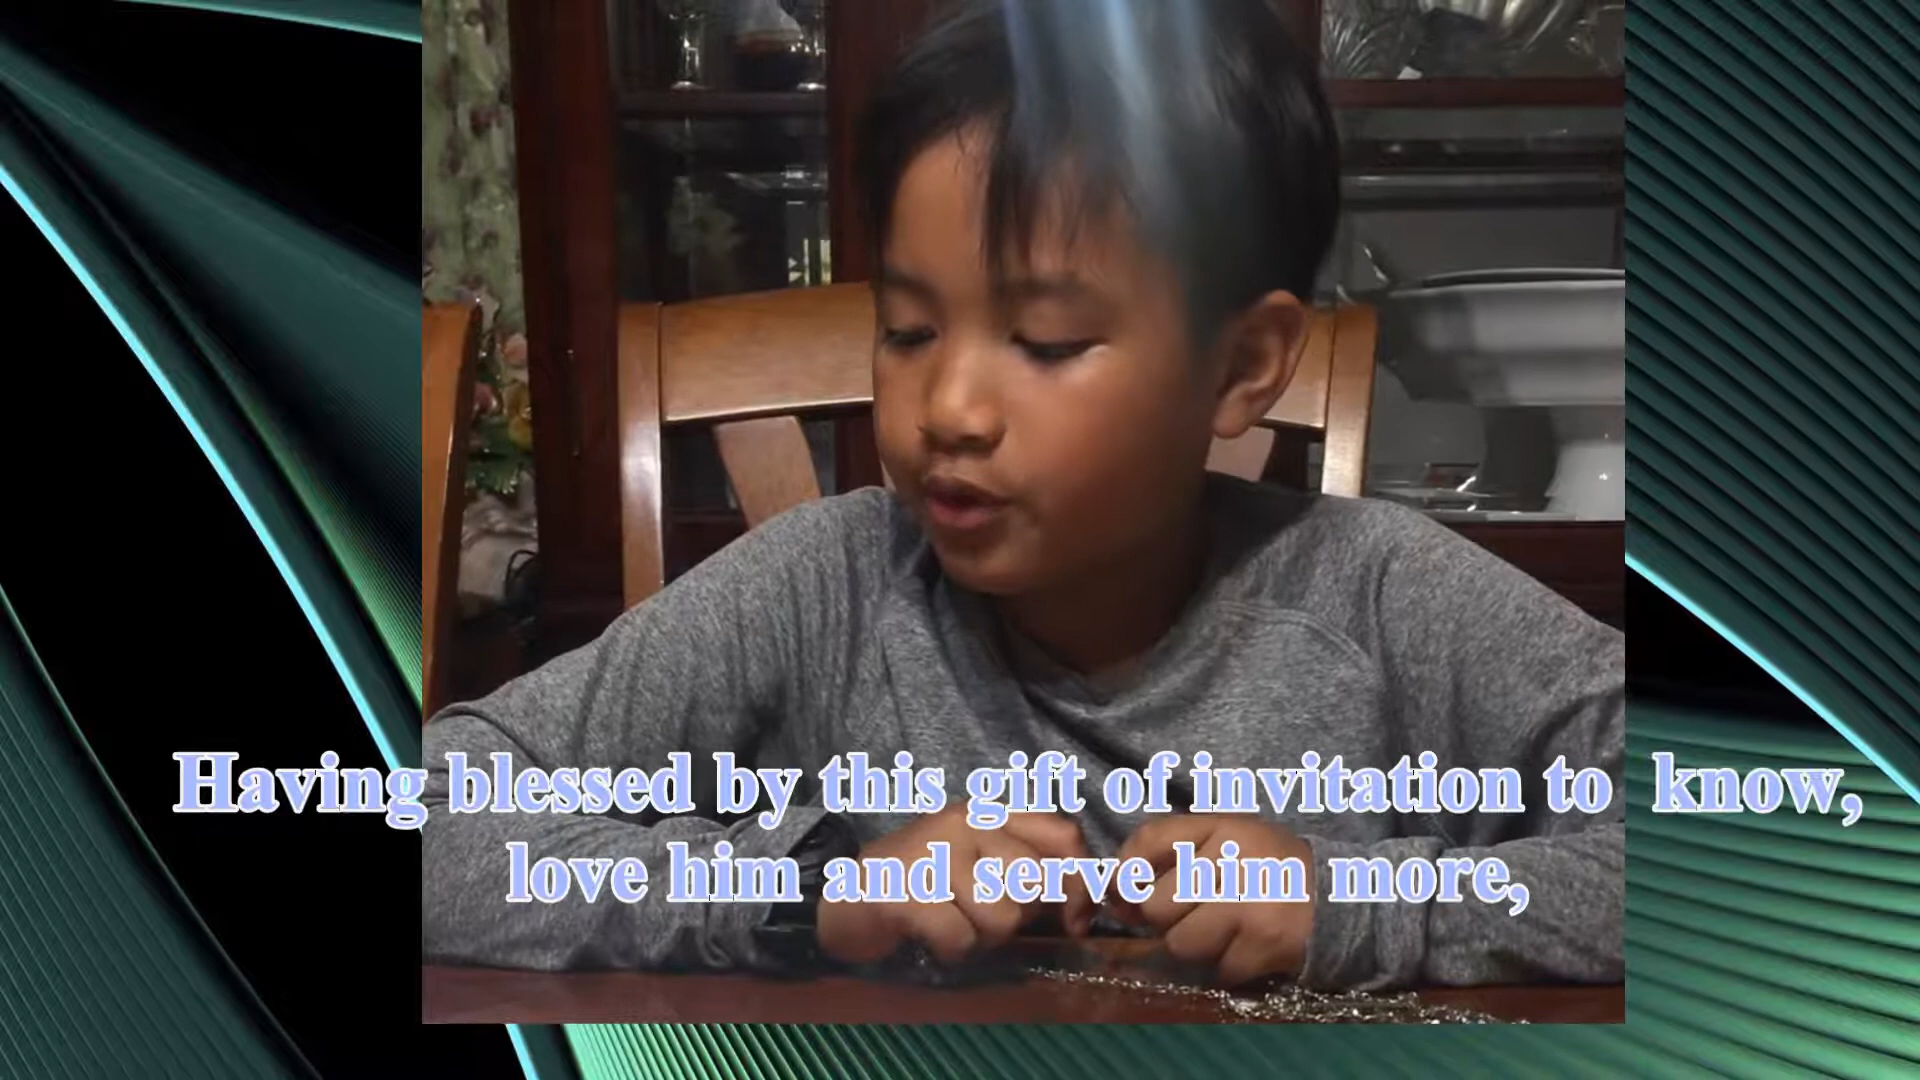 Having blessed by this gift of invitation to know,
love him and serve him more,